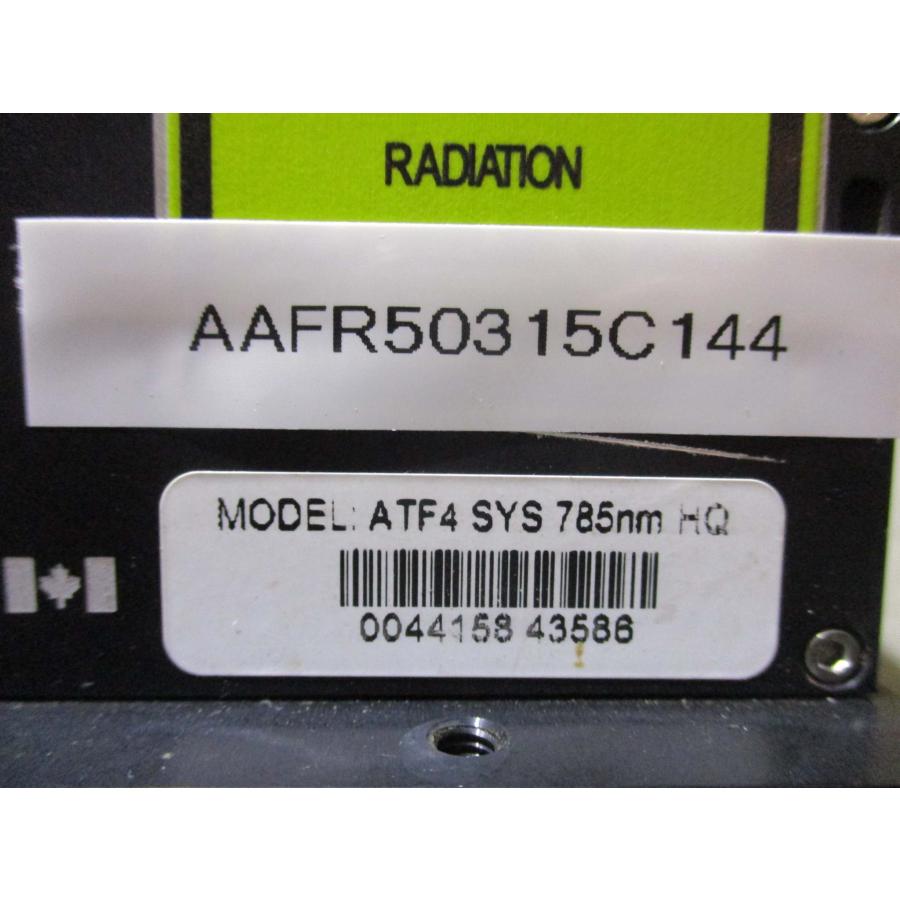 RADIATION
AAFR50315C144
MODEL: ATF4 SYS 785nm HQ
0044158 43586